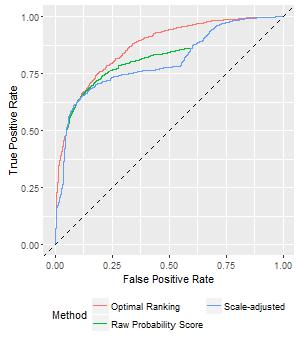 True Positive Rate
1.00
0.75
0.50
0.25
0.00
0.00 0.25 0.50 0.75 1.00
False Positive Rate
Method
Optimal Ranking
Scale-adjusted
Raw Probability Score